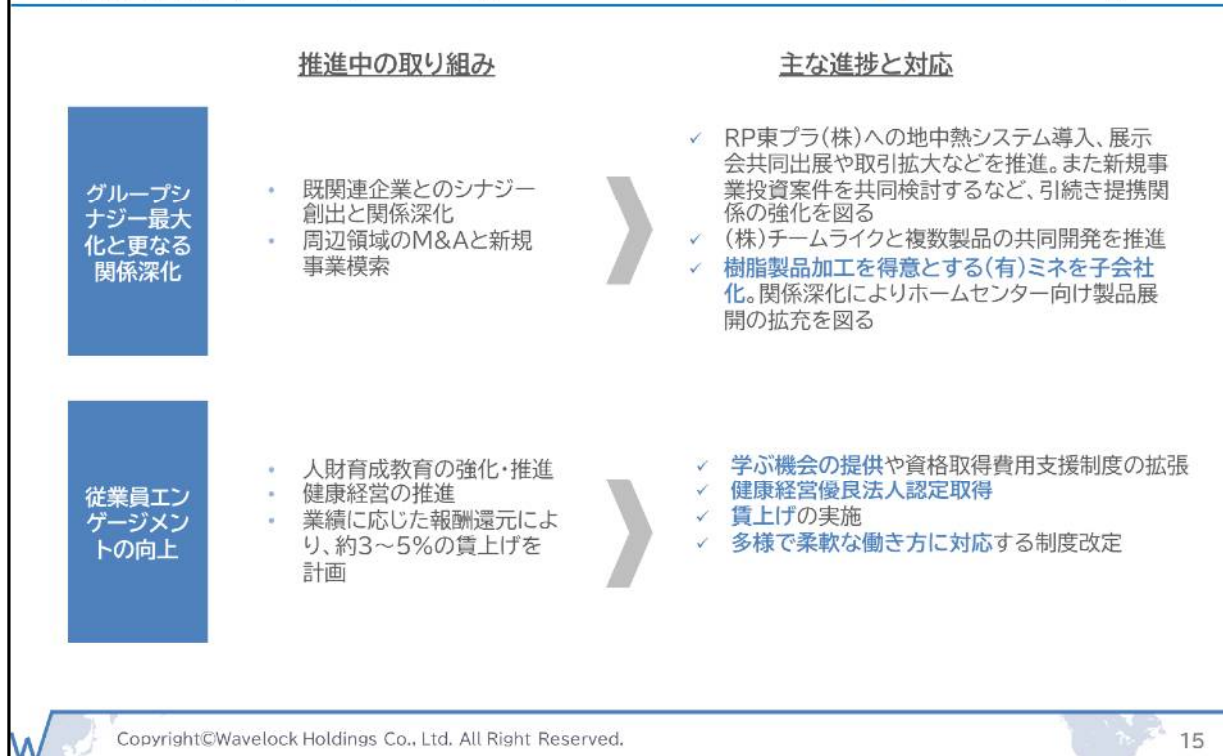 推進中の取り組み
主な進捗と対応
グループシ
ナジー最大
化と更なる
関係深化
• 既関連企業とのシナジー
創出と関係深化
• 周辺領域のM&Aと新規
事業模索
✓ RP東プラ(株)への地中熱システム導入、展示
会共同出展や取引拡大などを推進。また新規事
業投資案件を共同検討するなど、引続き提携関
係の強化を図る
✓ (株)チームライクと複数製品の共同開発を推進
✓ 樹脂製品加工を得意とする(有)ミネを子会社
化。関係深化によりホームセンター向け製品展
開の拡充を図る
従業員エン
ゲージメン
トの向上
• 人財育成教育の強化・推進
• 健康経営の推進
• 業績に応じた報酬還元によ
り、約3～5%の賃上げを
計画
✓ 学ぶ機会の提供や資格取得費用支援制度の拡張
✓ 健康経営優良法人認定取得
✓ 賃上げの実施
✓ 多様で柔軟な働き方に対応する制度改定
W
Copyright©Wavelock Holdings Co., Ltd. All Right Reserved.
15